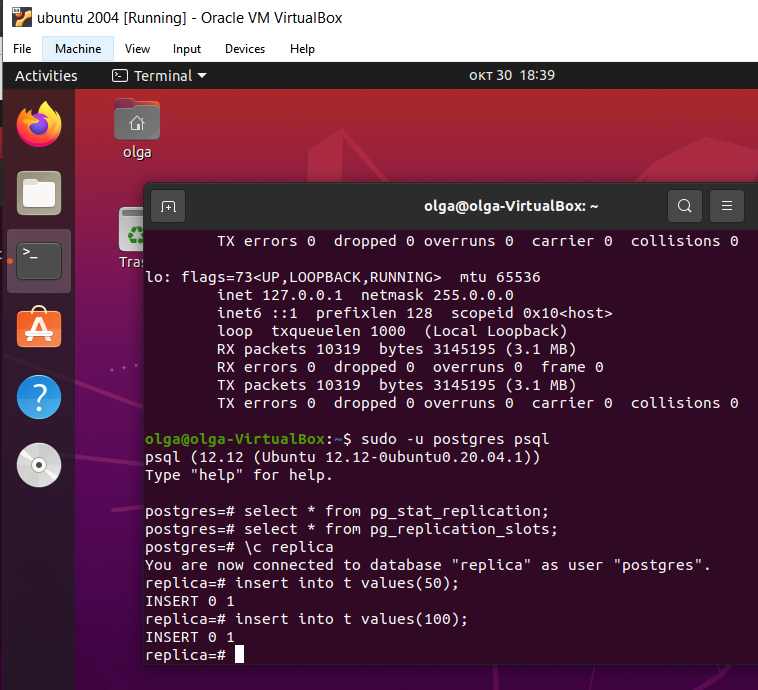 ubuntu 2004 [Running] - Oracle VM VirtualBox
File Machine View Input Devices Help
Activities Terminal окт 30 18:39
olga
Tras
olga@olga-VirtualBox: ~
TX errors 0 dropped 0 overruns 0 carrier 0 collisions 0
lo: flags=73<UP,LOOPBACK,RUNNING> mtu 65536
inet 127.0.0.1 netmask 255.0.0.0
inet6 ::1 prefixlen 128 scopeid 0x10<host>
loop txqueuelen 1000 (Local Loopback)
RX packets 10319 bytes 3145195 (3.1 MB)
RX errors 0 dropped 0 overruns 0 frame 0
TX packets 10319 bytes 3145195 (3.1 MB)
TX errors 0 dropped 0 overruns 0 carrier 0 collisions 0
olga@olga-VirtualBox:~$ sudo -u postgres psql
psql (12.12 (Ubuntu 12.12-0ubuntu0.20.04.1))
Type "help" for help.
postgres=# select * from pg_stat_replication;
postgres=# select * from pg_replication_slots;
postgres=# \c replica
You are now connected to database "replica" as user "postgres".
replica=# insert into t values(50);
INSERT 0 1
replica=# insert into t values(100);
INSERT 0 1
replica=#